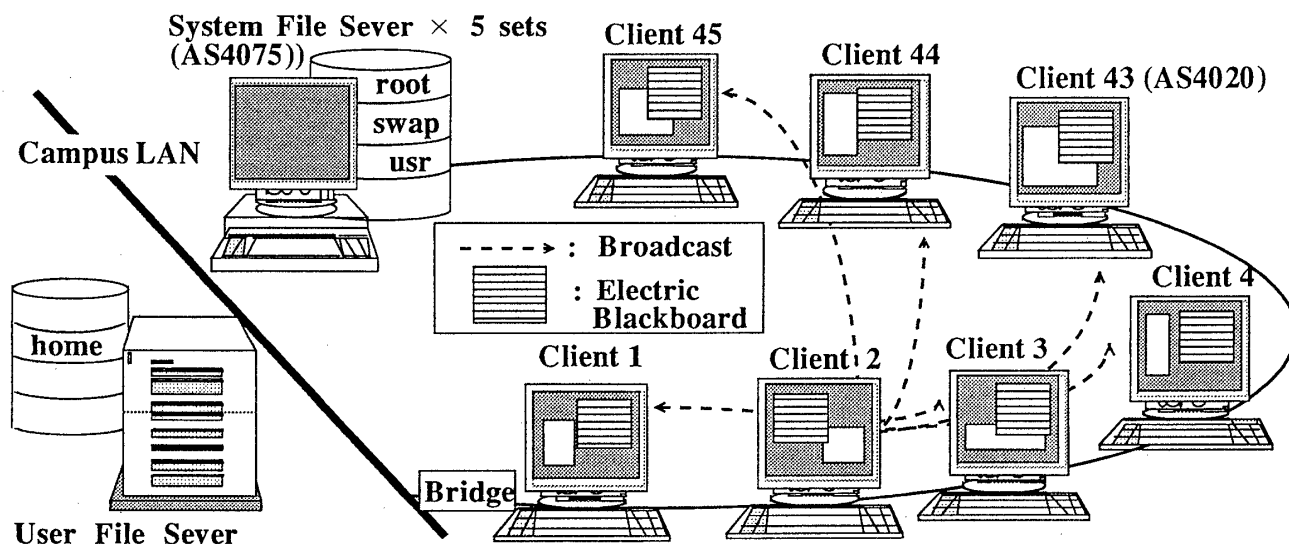 System File Sever × 5 sets
(AS4075))
root
swap
usr
Client 45
Client 44
Client 43 (AS4020)
Campus LAN
: Broadcast
: Electric
Blackboard
Client 4
home
Client 1
Client 2
Client 3
Bridge
User File Sever